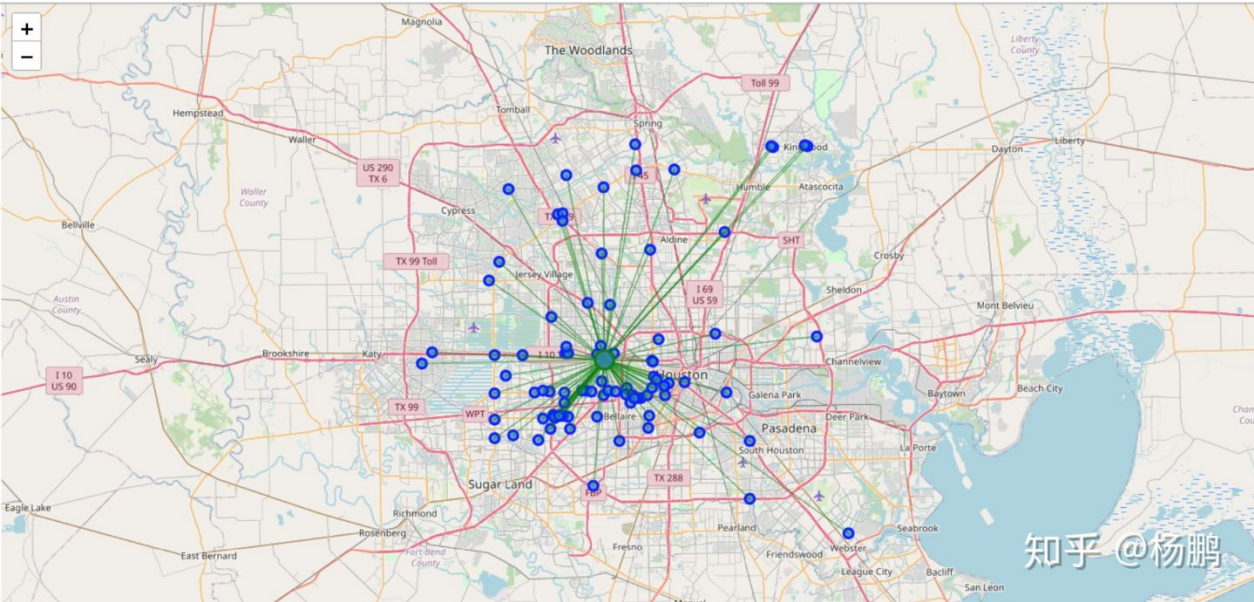 +
−
Magnolia
The Woodlands
Liberty
County
Toll 99
Hempstead
Tomball
Spring
Waller
Dayton
Liberty
US 290
TX 6
I 45
Humble
Atascocita
Waller
County
Cypress
Bellville
Aldine
SHT
TX 99 Toll
Jersey Village
Crosby
I 69
US 59
Sheldon
Austin
County
Mont Belvieu
Sealy
Brookshire
Katy
I 10
Channelview
I 10
US 90
Houston
Beach City
Baytown
Galena Park
TX 99
WPT
Bellaire
Deer Park
Pasadena
La Porte
South Houston
Sugar Land
TX 288
FBP
Eagle Lake
Richmond
Rosenberg
Pearland
Seabrook
Fresno
Webster
East Bernard
Fort Bend
County
Friendswood
League City
Bacliff
San Leon
知乎 @杨鹏